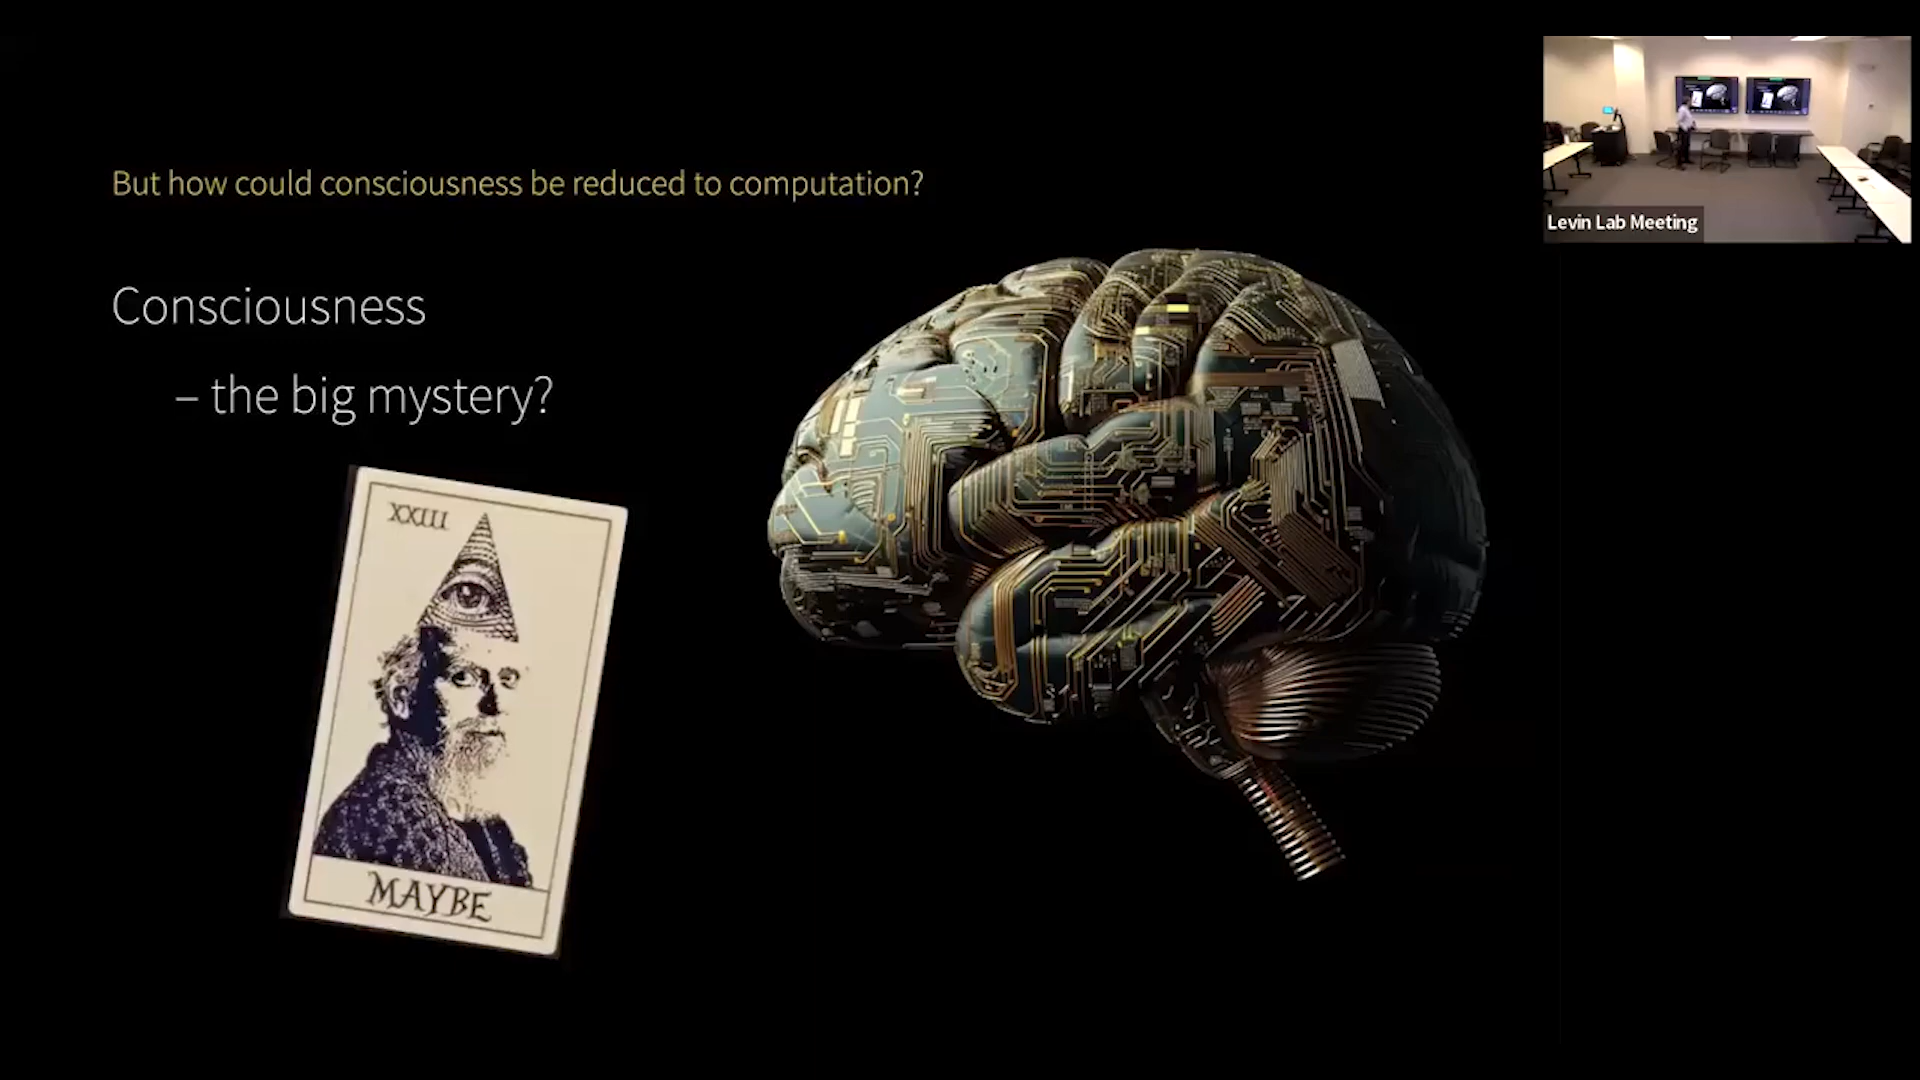 But how could consciousness be reduced to computation?
Consciousness
– the big mystery?
XXIII
MAYBE
Levin Lab Meeting